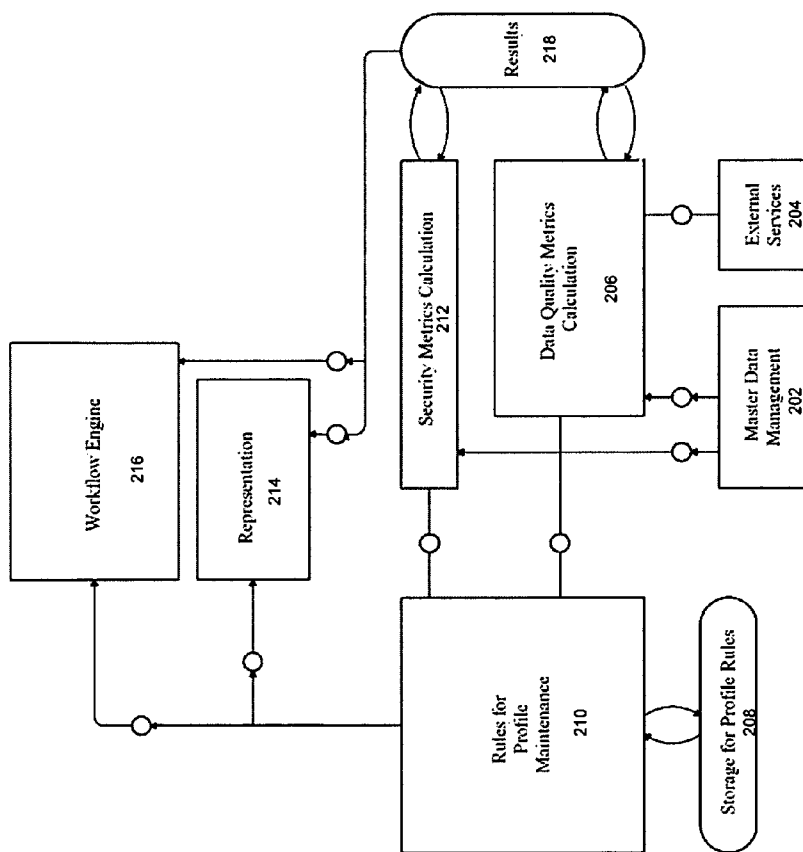 Workflow Engine
216
Representation
214
Results
218
Security Metrics Calculation
212
Data Quality Metrics
Calculation
206
External
Services
204
Master Data
Management
202
Rules for
Profile
Maintenance
210
Storage for Profile Rules
208